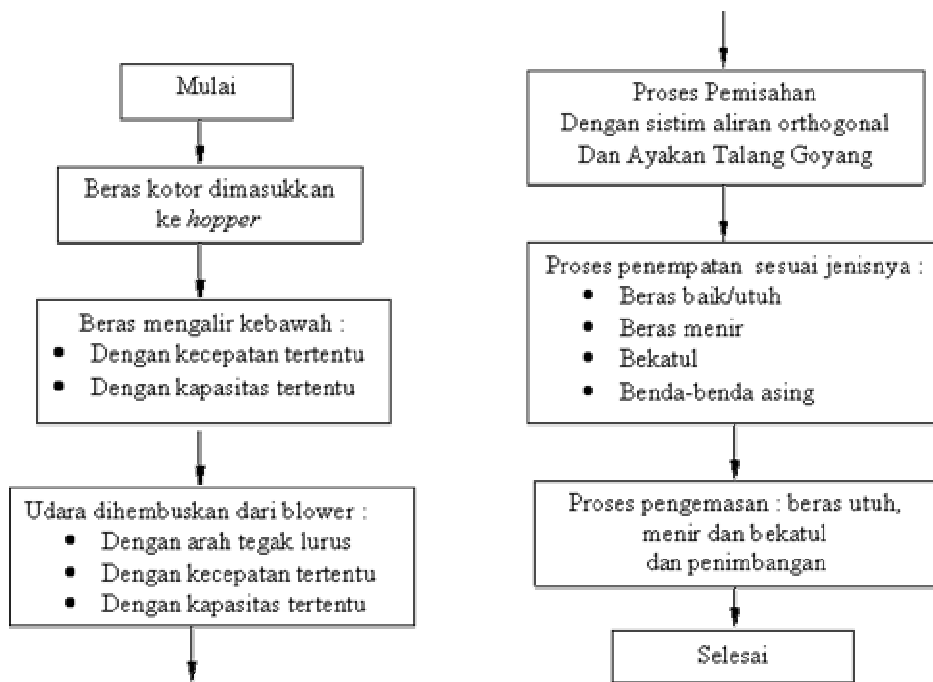 Mulai
Beras kotor dimasukkan
ke hopper
Beras mengalir kebawah :
• Dengan kecepatan tertentu
• Dengan kapasitas tertentu
Udara dihembuskan dari blower :
• Dengan arah tegak lurus
• Dengan kecepatan tertentu
• Dengan kapasitas tertentu
Proses Pemisahan
Dengan sistim aliran orthogonal
Dan Ayakan Talang Goyang
Proses penempatan sesuai jenisnya :
• Beras baik/utuh
• Beras menir
• Bekatul
• Benda-benda asing
Proses pengemasan : beras utuh,
menir dan bekatul
dan penimbangan
Selesai